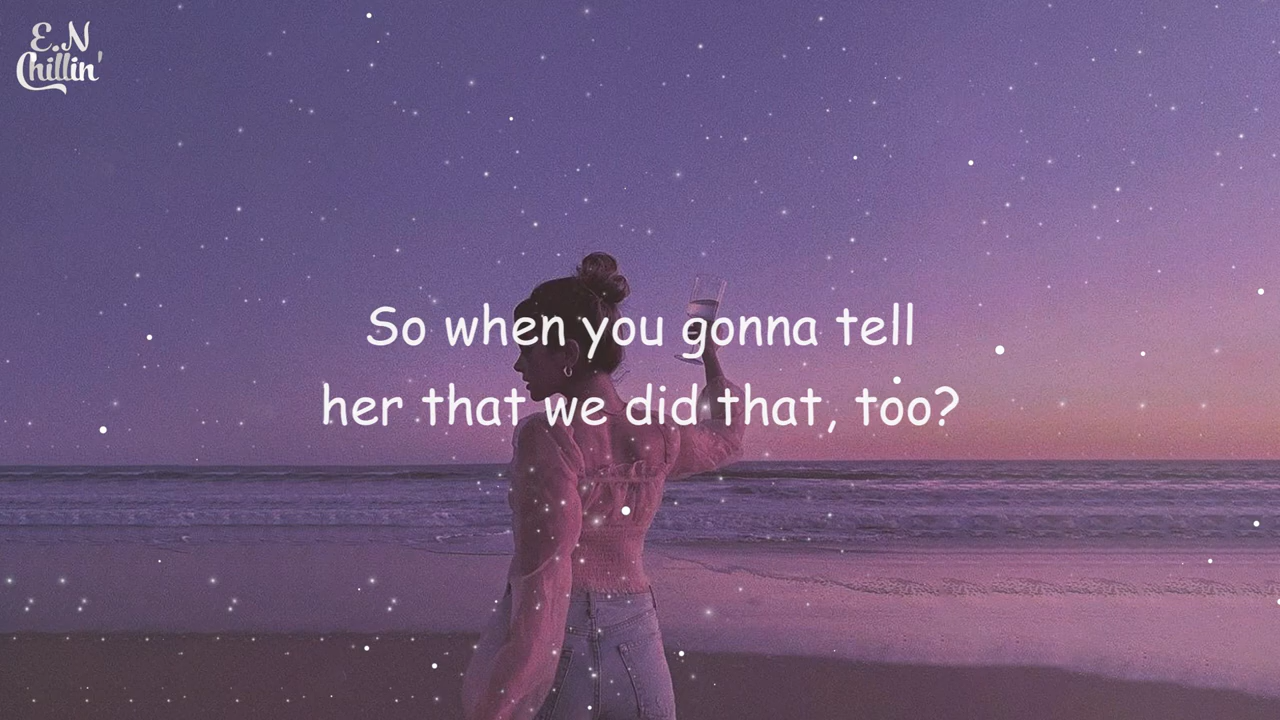 E.N
Chillin'
So when you gonna tell
her that we did that, too?